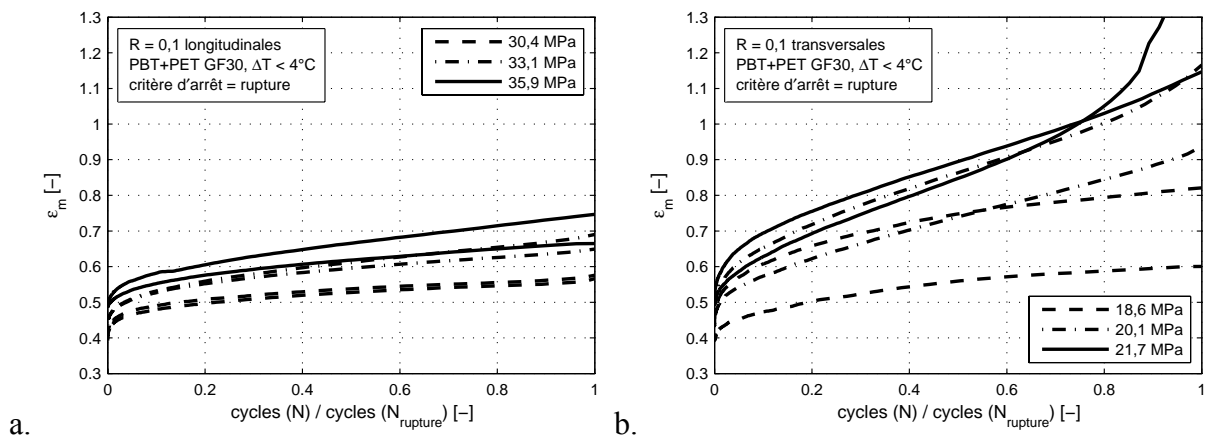 R = 0,1 longitudinales
PBT+PET GF30, ΔT < 4°C
critère d'arrêt = rupture
30,4 MPa
33,1 MPa
35,9 MPa
1.3
1.2
1.1
1
0.9
0.8
0.7
0.6
0.5
0.4
0.3
εm [−]
0 0.2 0.4 0.6 0.8 1
cycles (N) / cycles (Nrupture) [−]
a.
R = 0,1 transversales
PBT+PET GF30, ΔT < 4°C
critère d'arrêt = rupture
18,6 MPa
20,1 MPa
21,7 MPa
1.3
1.2
1.1
1
0.9
0.8
0.7
0.6
0.5
0.4
0.3
εm [−]
0 0.2 0.4 0.6 0.8 1
cycles (N) / cycles (Nrupture) [−]
b.